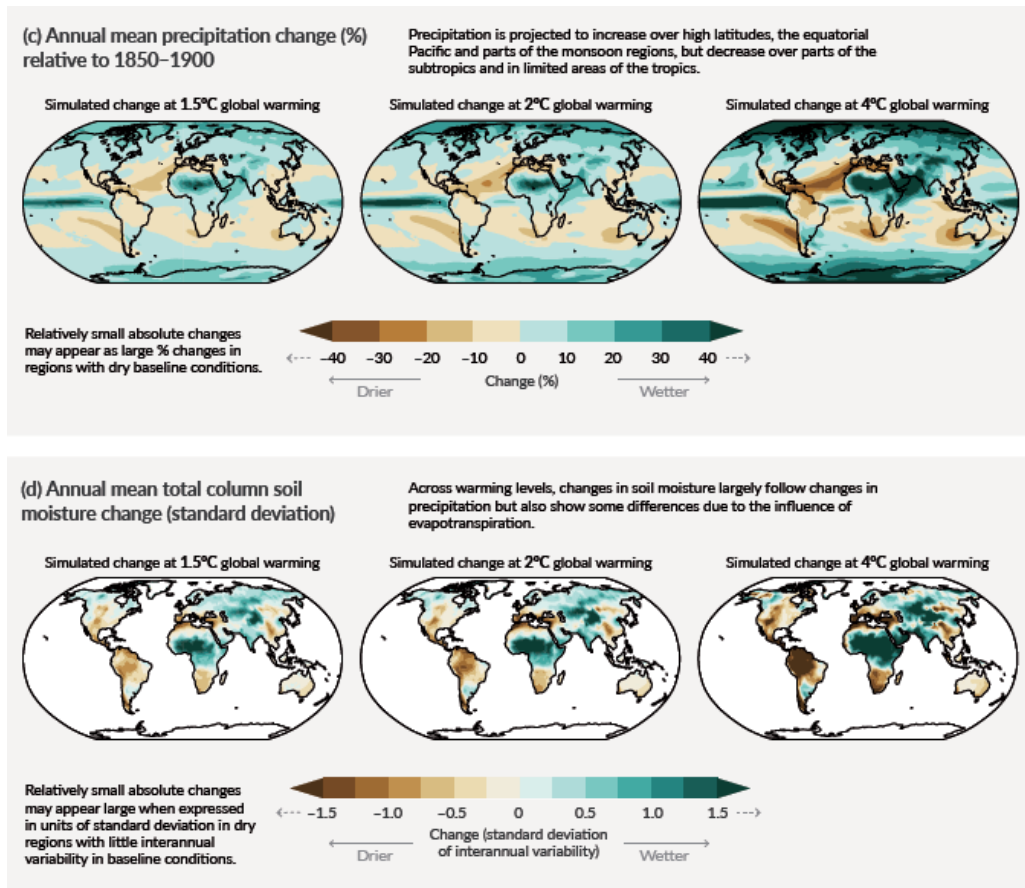 (c) Annual mean precipitation change (%)
relative to 1850–1900
Precipitation is projected to increase over high latitudes, the equatorial
Pacific and parts of the monsoon regions, but decrease over parts of the
subtropics and in limited areas of the tropics.
Simulated change at 1.5ºC global warming
Simulated change at 2ºC global warming
Simulated change at 4ºC global warming
Relatively small absolute changes
may appear as large % changes in
regions with dry baseline conditions.
–40 –30 –20 –10 0 10 20 30 40
Change (%)
Drier
Wetter
(d) Annual mean total column soil
moisture change (standard deviation)
Across warming levels, changes in soil moisture largely follow changes in
precipitation but also show some differences due to the influence of
evapotranspiration.
Simulated change at 1.5ºC global warming
Simulated change at 2ºC global warming
Simulated change at 4ºC global warming
Relatively small absolute changes
may appear large when expressed
in units of standard deviation in dry
regions with little interannual
variability in baseline conditions.
–1.5 –1.0 –0.5 0 0.5 1.0 1.5
Change (standard deviation
of interannual variability)
Drier
Wetter